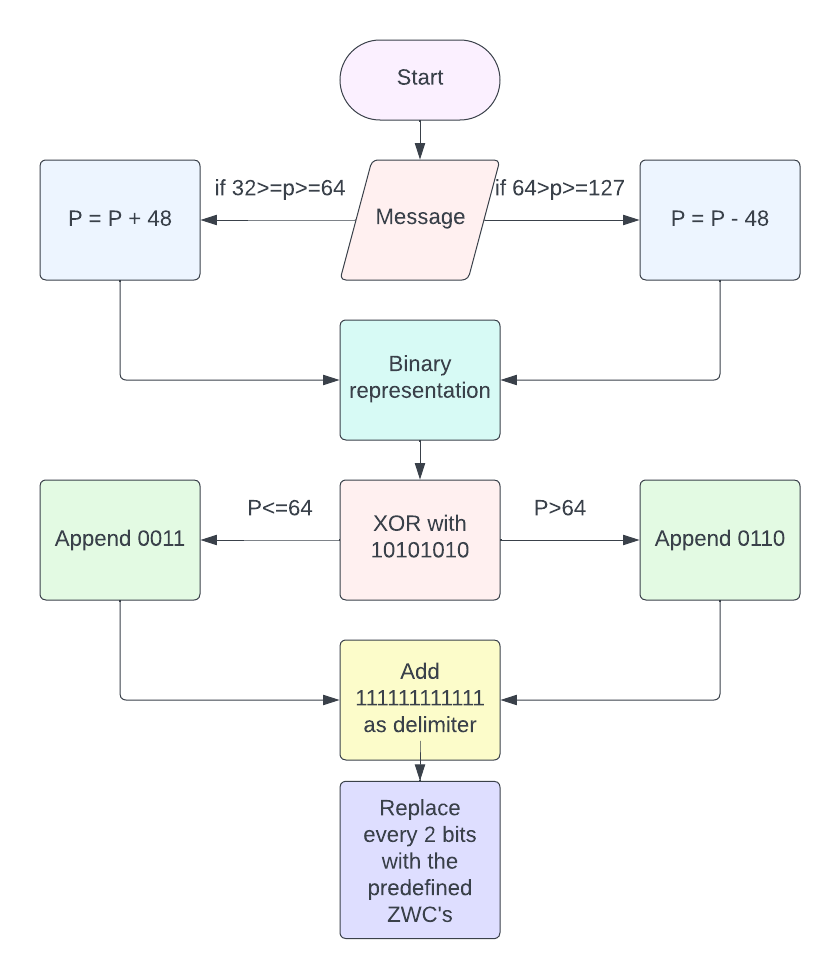 Start
if 32>=p>=64
if 64>p>=127
P = P + 48
Message
P = P - 48
Binary
representation
P<=64
P>64
Append 0011
XOR with
10101010
Append 0110
Add
111111111111
as delimiter
Replace
every 2 bits
with the
predefined
ZWC's